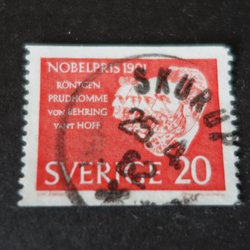 NOBELPRIS 1901
RÖNTGEN
PRUDHOMME
VON BEHRING
VANT HOFF
SVERIGE 20
SKURUP